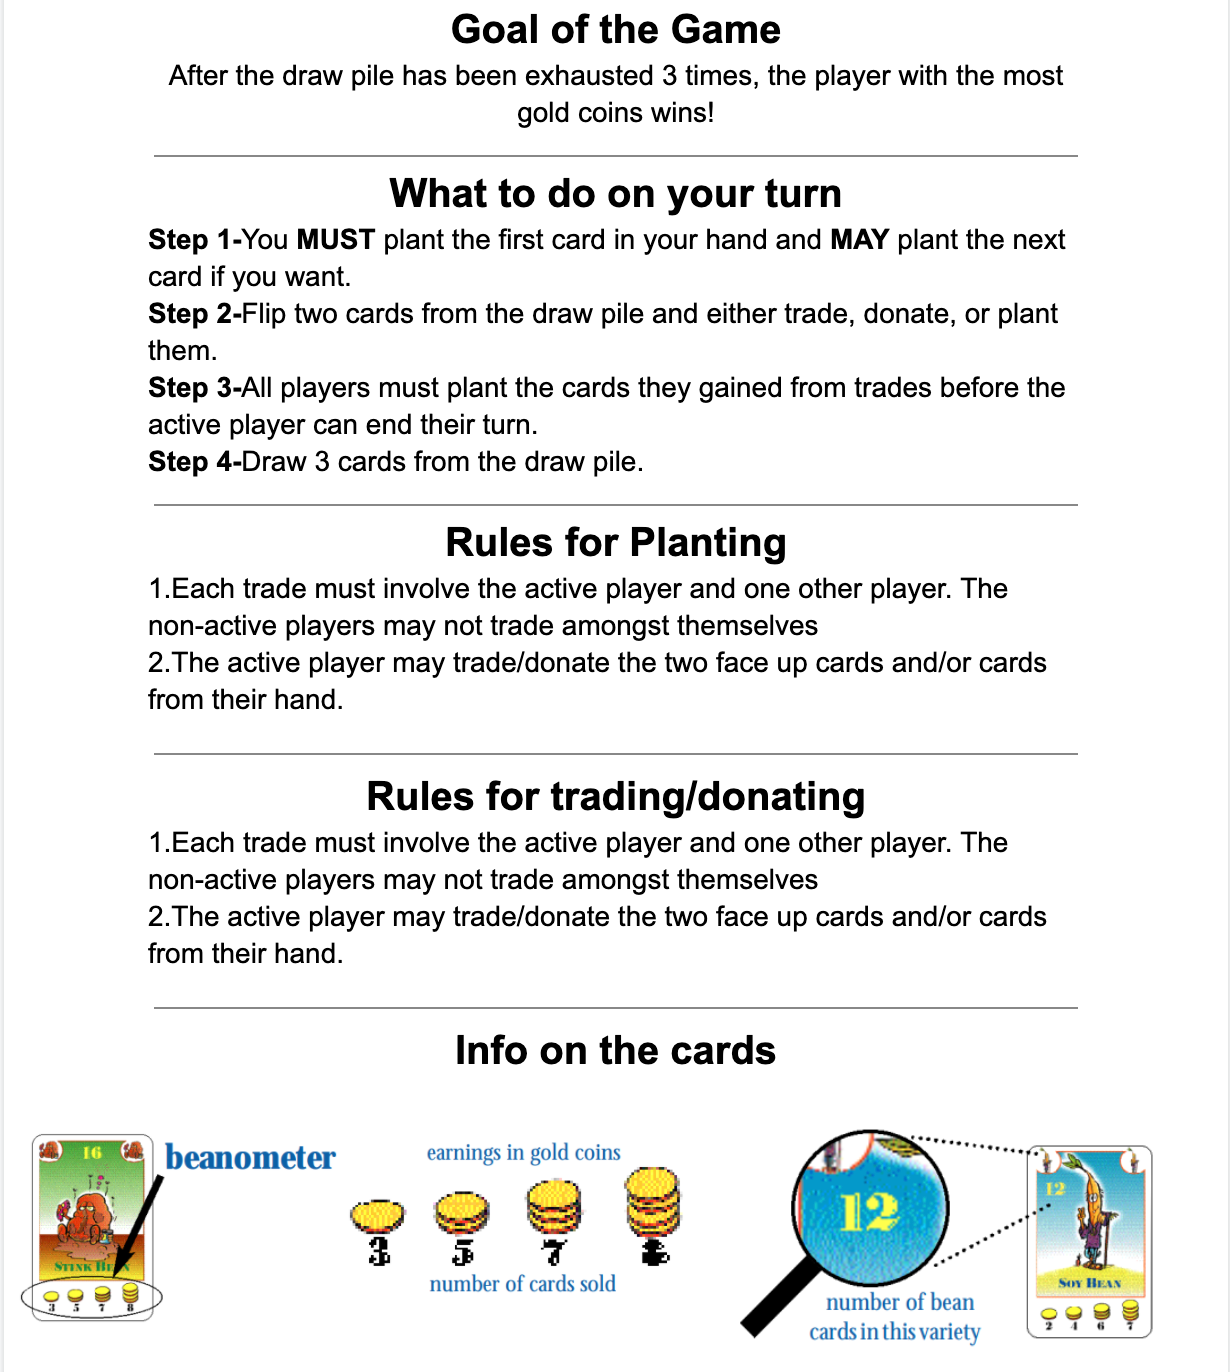 Goal of the Game
After the draw pile has been exhausted 3 times, the player with the most
gold coins wins!
What to do on your turn
Step 1-You MUST plant the first card in your hand and MAY plant the next
card if you want.
Step 2-Flip two cards from the draw pile and either trade, donate, or plant
them.
Step 3-All players must plant the cards they gained from trades before the
active player can end their turn.
Step 4-Draw 3 cards from the draw pile.
Rules for Planting
1.Each trade must involve the active player and one other player. The
non-active players may not trade amongst themselves
2.The active player may trade/donate the two face up cards and/or cards
from their hand.
Rules for trading/donating
1.Each trade must involve the active player and one other player. The
non-active players may not trade amongst themselves
2.The active player may trade/donate the two face up cards and/or cards
from their hand.
Info on the cards
16
STINK BEAN
3 5 7 8
beanometer
earnings in gold coins
3 5 7 8
number of cards sold
12
number of bean
cards in this variety
12
SOY BEAN
2 4 6 7